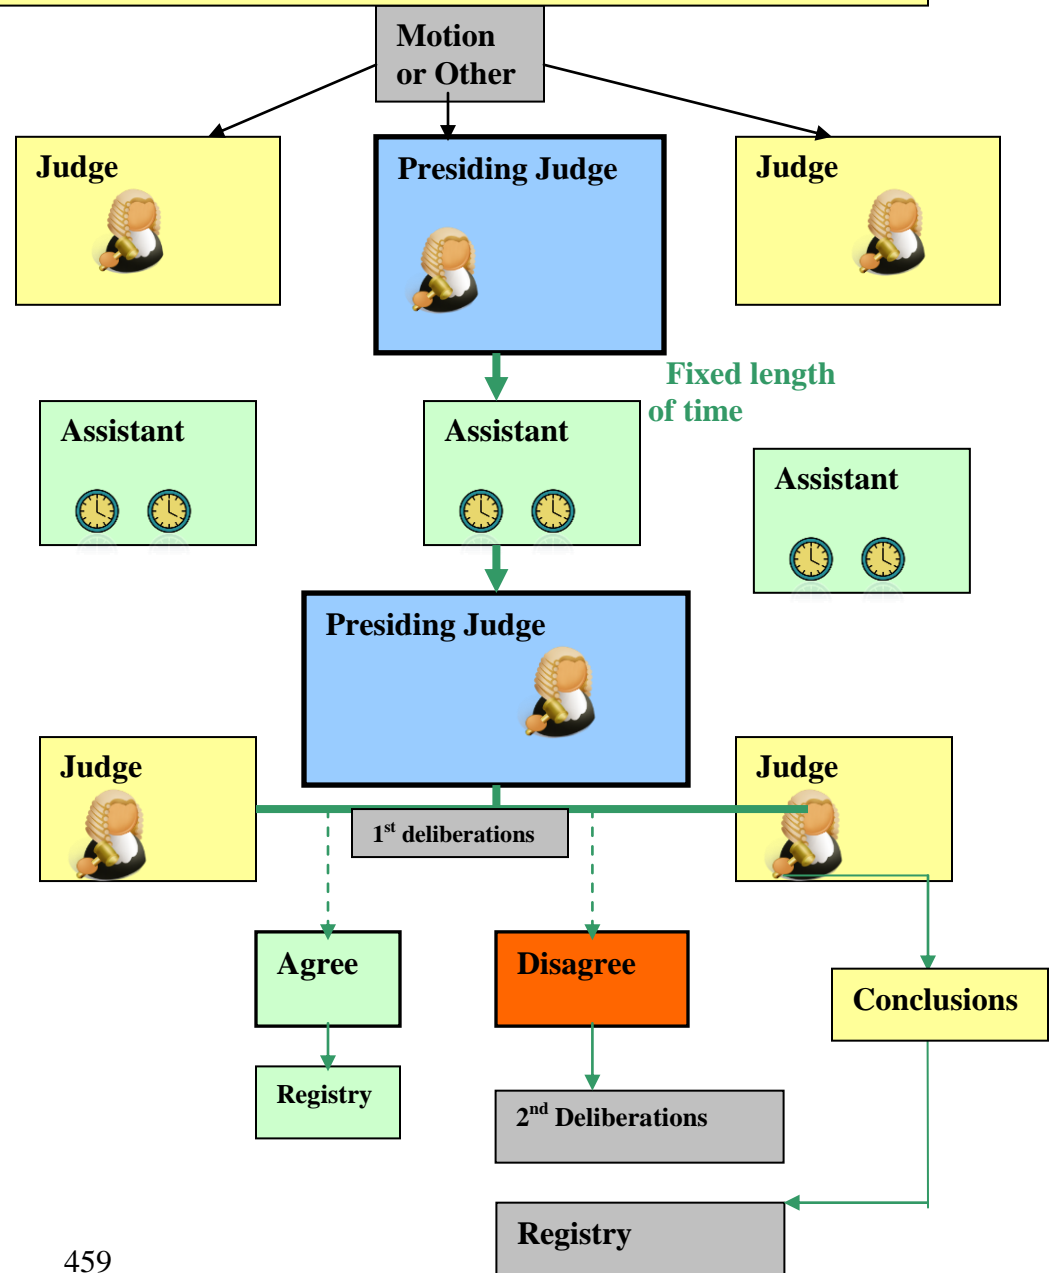 Motion
or Other
Judge
Presiding Judge
Judge
Fixed length
of time
Assistant
Assistant
Assistant
Presiding Judge
Judge
Judge
1st deliberations
Agree
Disagree
Conclusions
Registry
2nd Deliberations
Registry
459